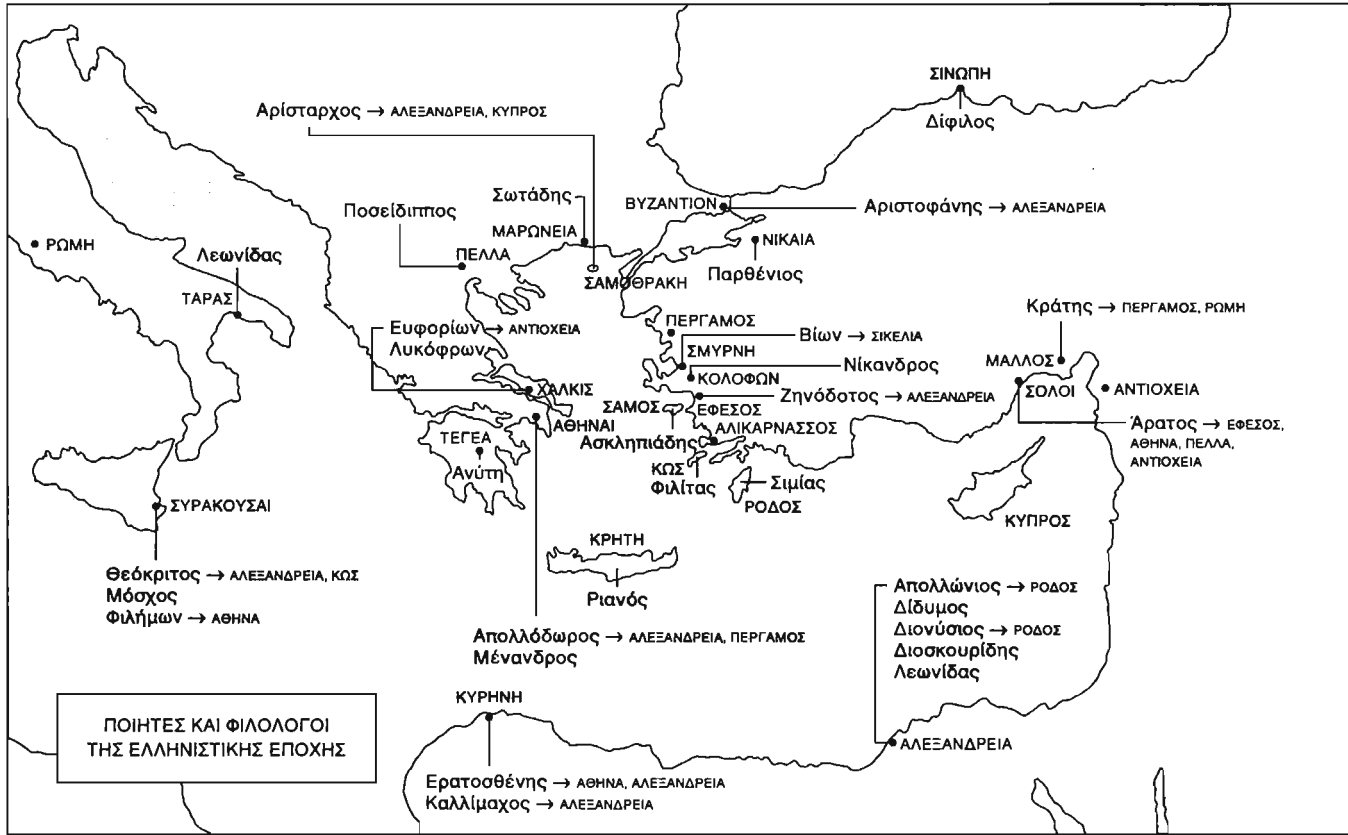 ΣΙΝΩΠΗ
Δίφιλος
Αρίσταρχος → ΑΛΕΞΑΝΔΡΕΙΑ, ΚΥΠΡΟΣ
Σωτάδης
ΜΑΡΩΝΕΙΑ
Ποσείδιππος
ΠΕΛΛΑ
ΣΑΜΟΘΡΑΚΗ
ΒΥΖΑΝΤΙΟΝ
Αριστοφάνης → ΑΛΕΞΑΝΔΡΕΙΑ
ΝΙΚΑΙΑ
Παρθένιος
ΡΩΜΗ
Λεωνίδας
ΤΑΡΑΣ
Ευφορίων → ΑΝΤΙΟΧΕΙΑ
Λυκόφρων
ΧΑΛΚΙΣ
ΑΘΗΝΑΙ
ΤΕΓΕΑ
Ανύτη
ΠΕΡΓΑΜΟΣ
Βίων → ΣΙΚΕΛΙΑ
ΣΜΥΡΝΗ
Νίκανδρος
ΚΟΛΟΦΩΝ
Ζηνόδοτος → ΑΛΕΞΑΝΔΡΕΙΑ
ΕΦΕΣΟΣ
ΣΑΜΟΣ
Ασκληπιάδης
ΑΛΙΚΑΡΝΑΣΣΟΣ
ΚΩΣ
Φιλίτας
Σιμίας
ΡΟΔΟΣ
Κράτης → ΠΕΡΓΑΜΟΣ, ΡΩΜΗ
ΜΑΛΛΟΣ
ΣΟΛΟΙ
ΑΝΤΙΟΧΕΙΑ
Άρατος → ΕΦΕΣΟΣ,
ΑΘΗΝΑ, ΠΕΛΛΑ,
ΑΝΤΙΟΧΕΙΑ
ΚΥΠΡΟΣ
ΣΥΡΑΚΟΥΣΑΙ
Θεόκριτος → ΑΛΕΞΑΝΔΡΕΙΑ, ΚΩΣ
Μόσχος
Φιλήμων → ΑΘΗΝΑ
ΚΡΗΤΗ
Ριανός
Απολλόδωρος → ΑΛΕΞΑΝΔΡΕΙΑ, ΠΕΡΓΑΜΟΣ
Μένανδρος
Απολλώνιος → ΡΟΔΟΣ
Δίδυμος
Διονύσιος → ΡΟΔΟΣ
Διοσκουρίδης
Λεωνίδας
ΑΛΕΞΑΝΔΡΕΙΑ
ΚΥΡΗΝΗ
Ερατοσθένης → ΑΘΗΝΑ, ΑΛΕΞΑΝΔΡΕΙΑ
Καλλίμαχος → ΑΛΕΞΑΝΔΡΕΙΑ
ΠΟΙΗΤΕΣ ΚΑΙ ΦΙΛΟΛΟΓΟΙ
ΤΗΣ ΕΛΛΗΝΙΣΤΙΚΗΣ ΕΠΟΧΗΣ